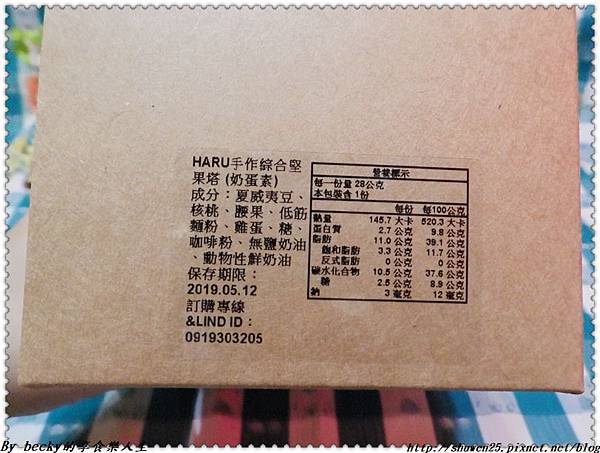 HARU手作綜合堅
果塔 (奶蛋素)
成分：夏威夷豆、
核桃、腰果、低筋
麵粉、雞蛋、糖、
咖啡粉、無鹽奶油
、動物性鮮奶油
保存期限：
2019.05.12
訂購專線
&LIND ID：
0919303205
營養標示
每一份量 28公克
本包裝含 1份
每份 每100公克
熱量 145.7 大卡 520.3 大卡
蛋白質 2.7 公克 9.8 公克
脂肪 11.0 公克 39.1 公克
飽和脂肪 3.3 公克 11.7 公克
反式脂肪 0 公克 0 公克
碳水化合物 10.5 公克 37.6 公克
糖 2.5 公克 8.9 公克
鈉 3 毫克 12 毫克
By becky的享食樂人生
http://shuwen25.pixnet.net/blog